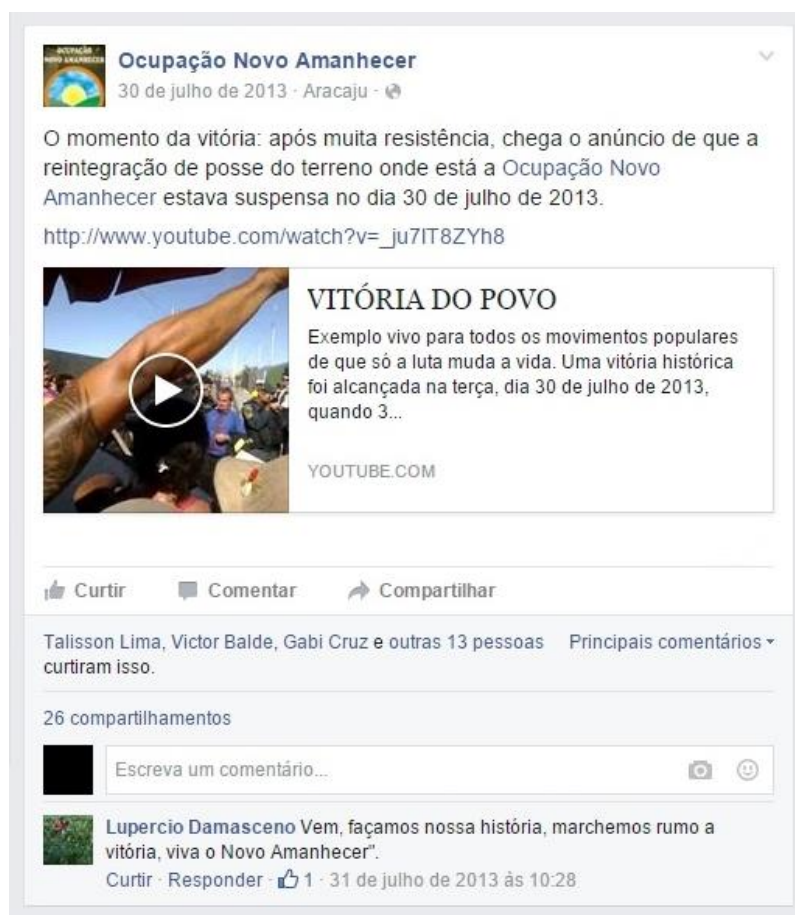 OCUPAÇÃO
NOVO AMANHECER
Ocupação Novo Amanhecer
30 de julho de 2013 · Aracaju ·
O momento da vitória: após muita resistência, chega o anúncio de que a
reintegração de posse do terreno onde está a Ocupação Novo
Amanhecer estava suspensa no dia 30 de julho de 2013.
http://www.youtube.com/watch?v=_ju7IT8ZYh8
VITÓRIA DO POVO
Exemplo vivo para todos os movimentos populares
de que só a luta muda a vida. Uma vitória histórica
foi alcançada na terça, dia 30 de julho de 2013,
quando 3...
YOUTUBE.COM
Curtir Comentar Compartilhar
Talisson Lima, Victor Balde, Gabi Cruz e outras 13 pessoas Principais comentários
curtiram isso.
26 compartilhamentos
Escreva um comentário...
Lupercio Damasceno Vem, façamos nossa história, marchemos rumo a
vitória, viva o Novo Amanhecer".
Curtir · Responder · 1 · 31 de julho de 2013 às 10:28